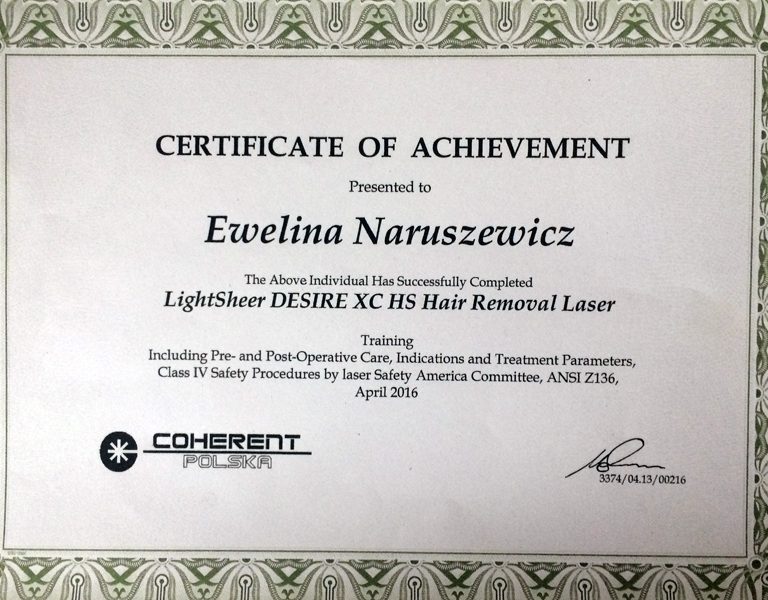 CERTIFICATE OF ACHIEVEMENT
Presented to
Ewelina Naruszewicz
The Above Individual Has Successfully Completed
LightSheer DESIRE XC HS Hair Removal Laser
Training
Including Pre- and Post-Operative Care, Indications and Treatment Parameters,
Class IV Safety Procedures by laser Safety America Committee, ANSI Z136,
April 2016
COHERENT
POLSKA
3374/04.13/00216